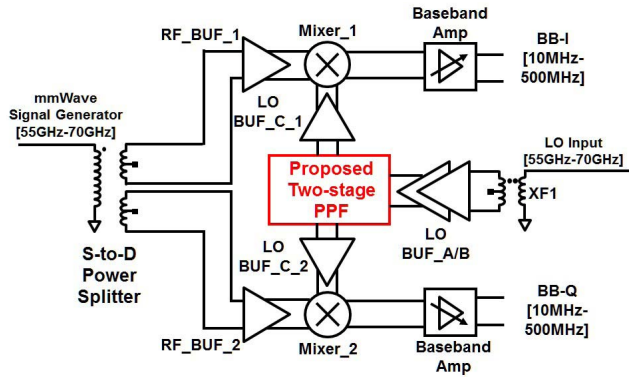 Baseband
Amp
RF_BUF_1
Mixer_1
BB-I
[10MHz-
500MHz]
mmWave
Signal Generator
[55GHz-70GHz]
LO
BUF_C_1
LO Input
[55GHz-70GHz]
Proposed
Two-stage
PPF
XF1
LO
BUF_A/B
LO
BUF_C_2
S-to-D
Power
Splitter
BB-Q
[10MHz-
500MHz]
RF_BUF_2
Mixer_2
Baseband
Amp